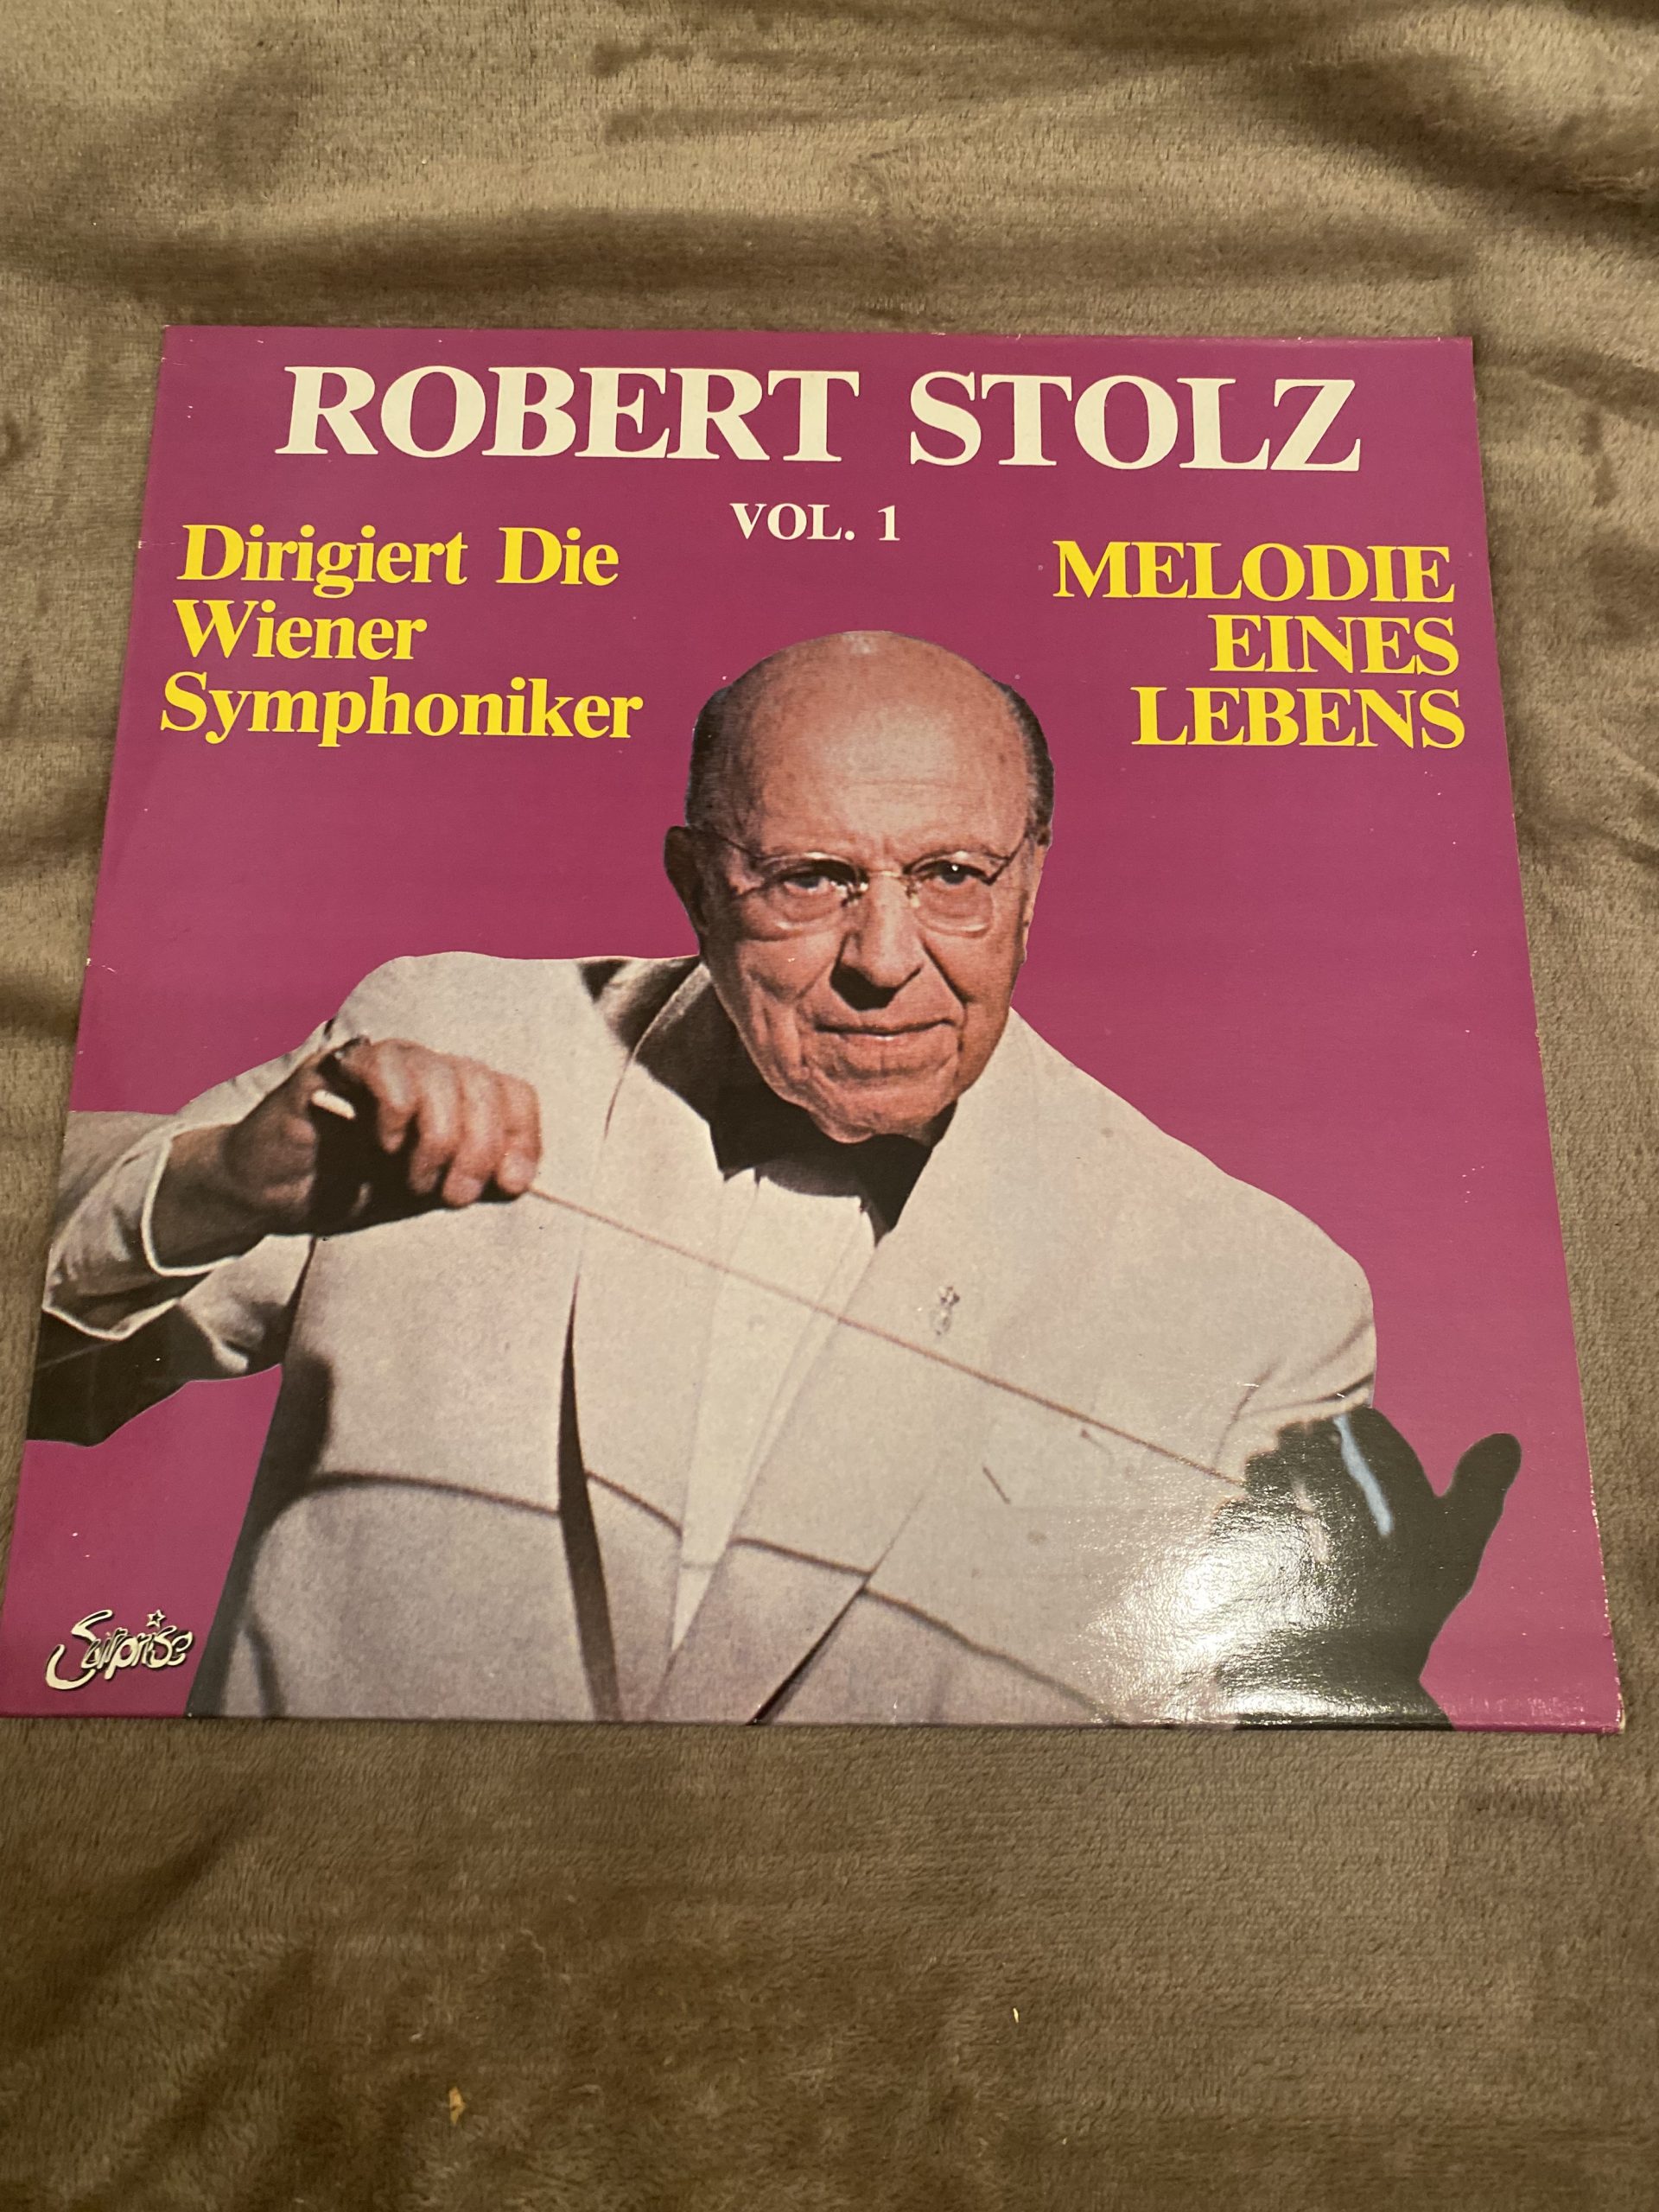 ROBERT STOLZ
VOL. 1
Dirigiert Die
Wiener
Symphoniker
MELODIE
EINES
LEBENS
Surprise